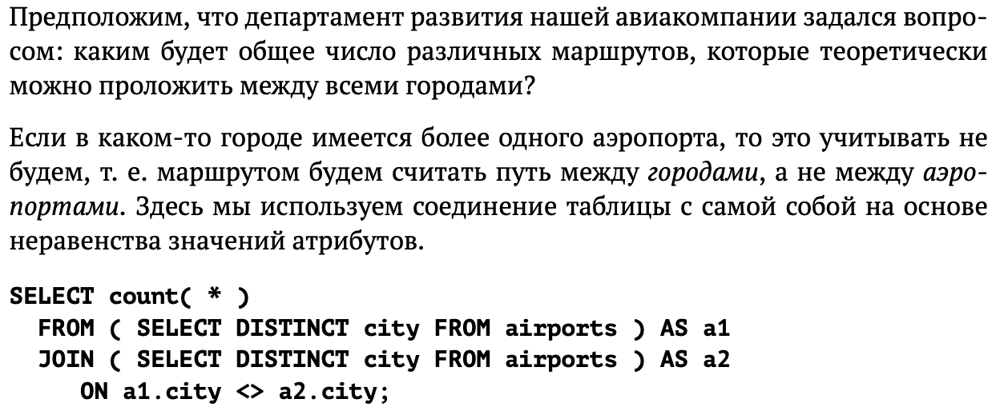 Предположим, что департамент развития нашей авиакомпании задался вопро-
сом: каким будет общее число различных маршрутов, которые теоретически
можно проложить между всеми городами?
Если в каком-то городе имеется более одного аэропорта, то это учитывать не
будем, т. е. маршрутом будем считать путь между городами, а не между аэро-
портами. Здесь мы используем соединение таблицы с самой собой на основе
неравенства значений атрибутов.
SELECT count( * )
FROM ( SELECT DISTINCT city FROM airports ) AS a1
JOIN ( SELECT DISTINCT city FROM airports ) AS a2
ON a1.city <> a2.city;